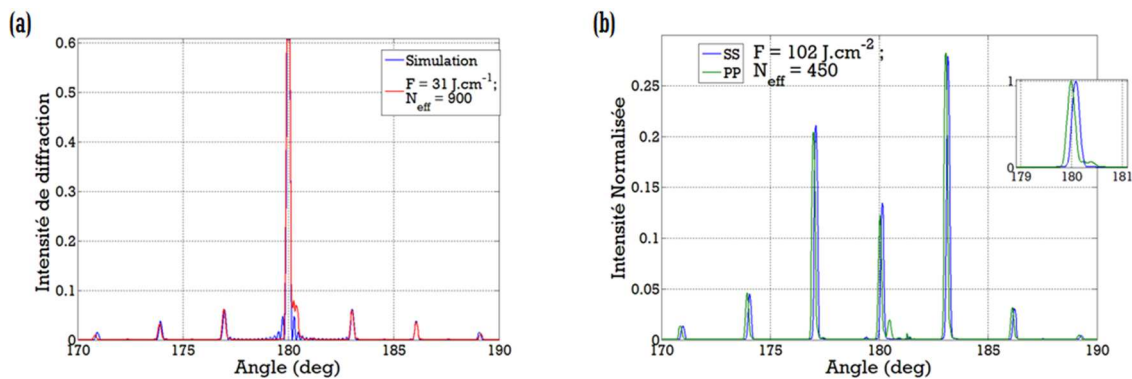 (a)
Intensité de diffraction
0.6
0.5
0.4
0.3
0.2
0.1
0
170
175
180
185
190
Angle (deg)
Simulation
F = 31 J.cm⁻¹;
N_eff = 900
(b)
Intensité Normalisée
0.25
0.2
0.15
0.1
0.05
0
170
175
180
185
190
Angle (deg)
SS
PP
F = 102 J.cm⁻² ;
N_eff = 450
1
0
179
180
181